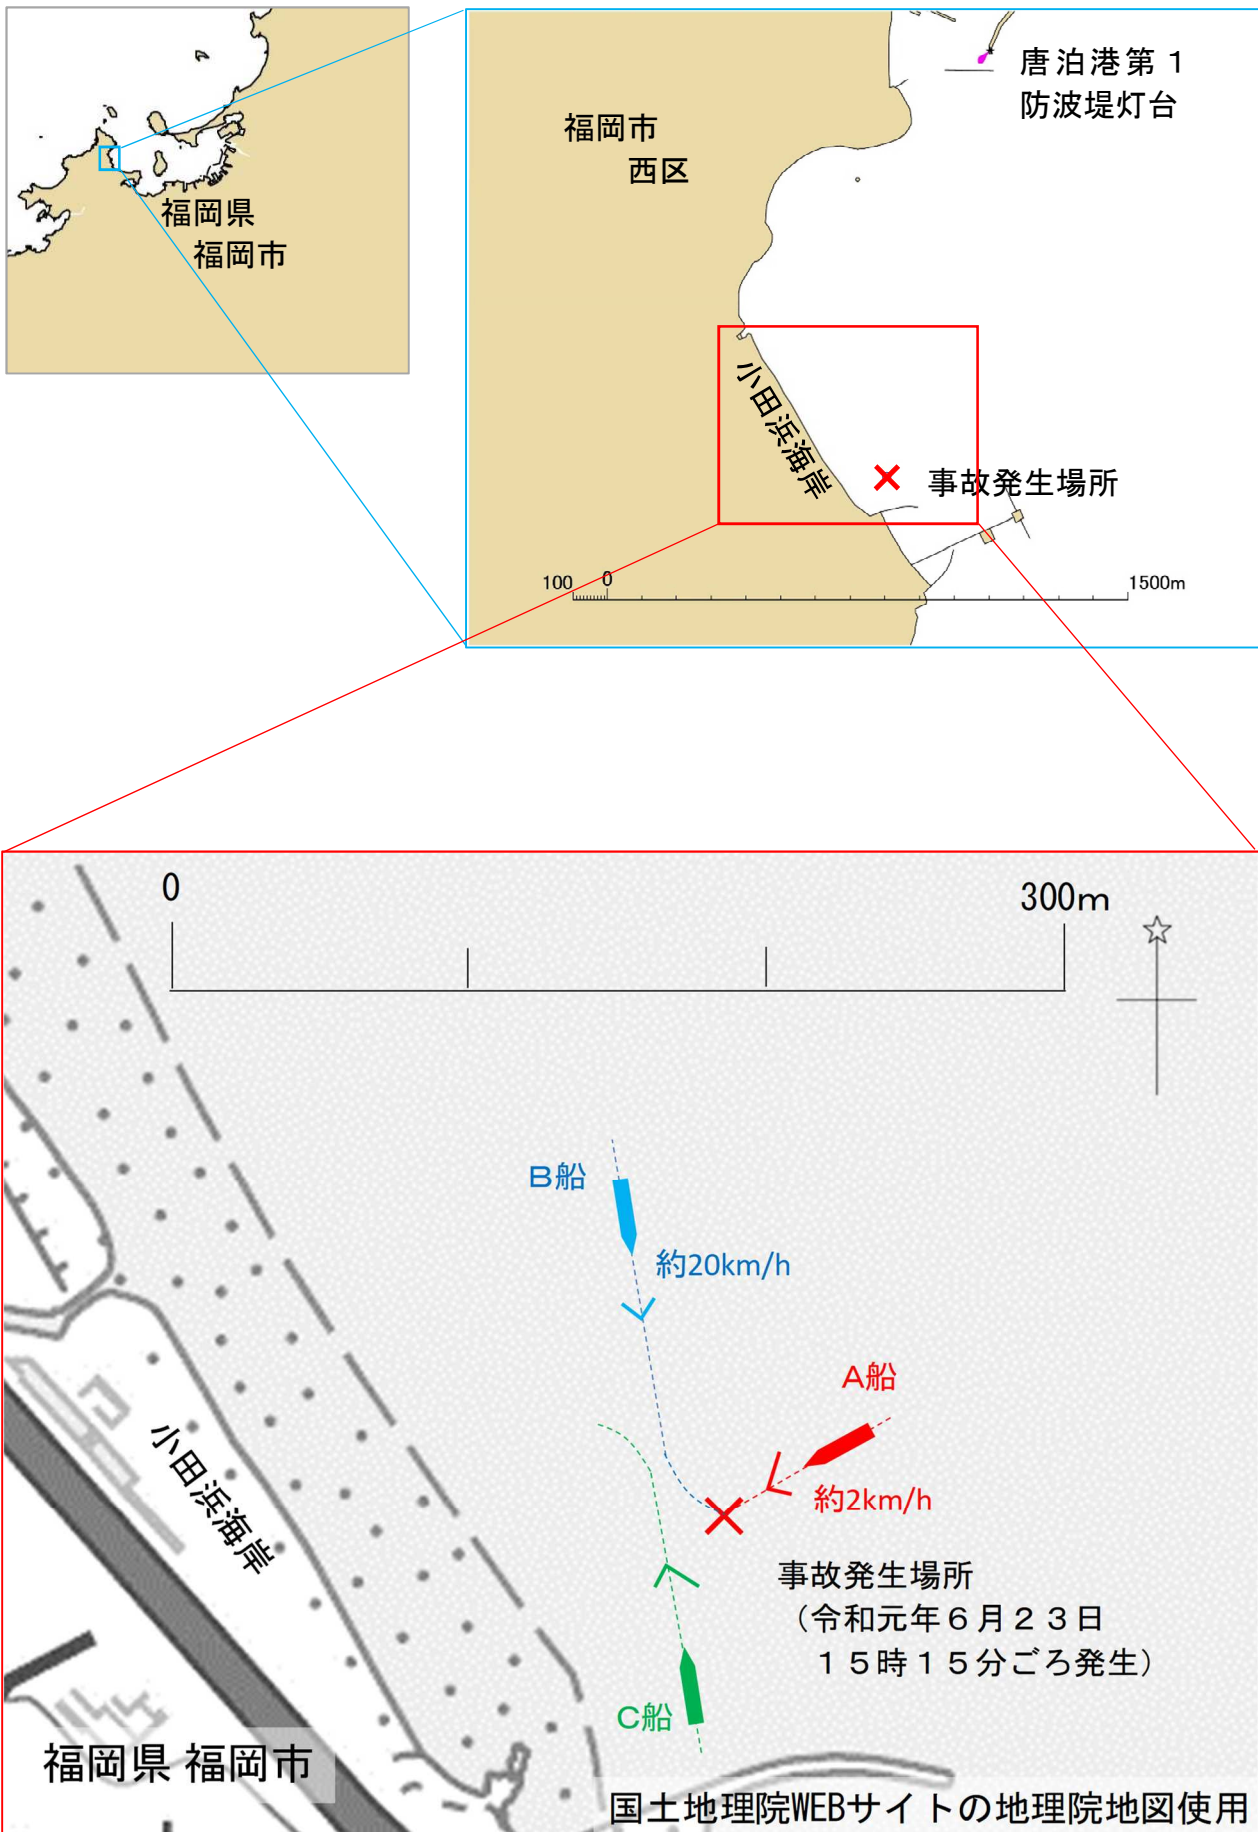 福岡県
福岡市
唐泊港第１
防波堤灯台
福岡市
西区
小田浜海岸
事故発生場所
100 0 1500m
0 300m
B船
約20km/h
A船
約2km/h
小田浜海岸
事故発生場所
（令和元年６月２３日
１５時１５分ごろ発生）
C船
福岡県 福岡市
国土地理院WEBサイトの地理院地図使用